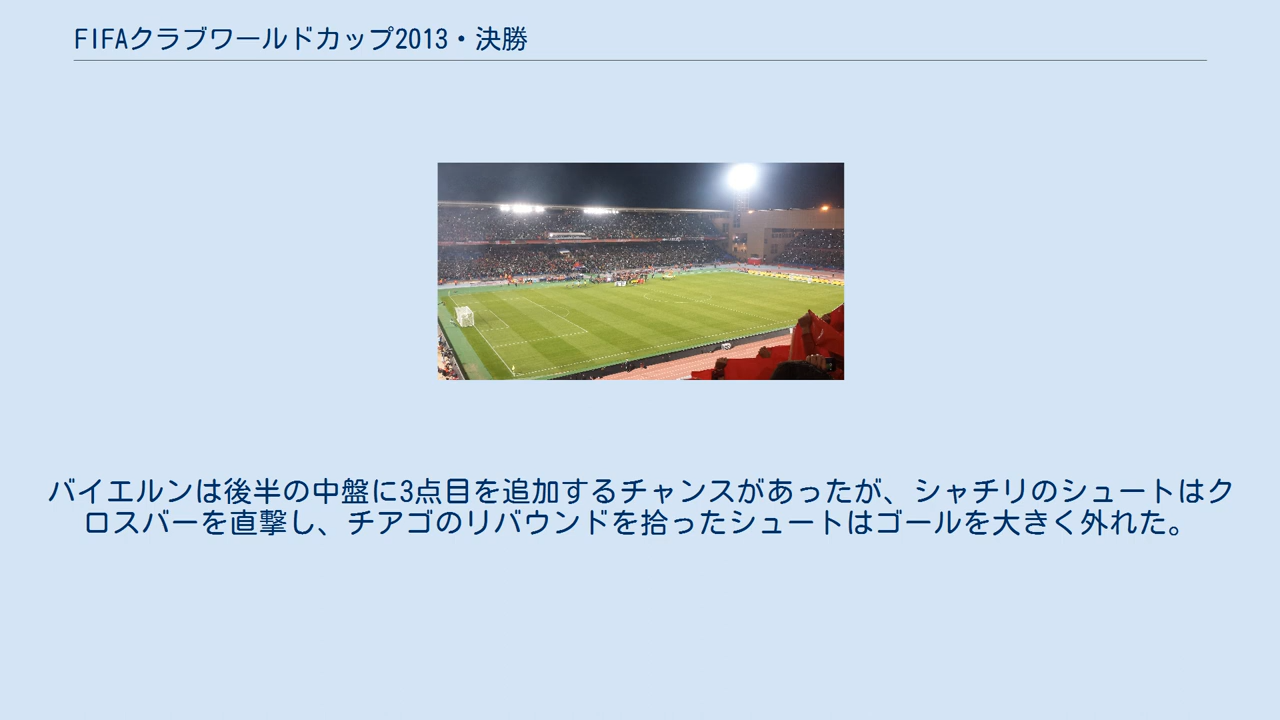 FIFAクラブワールドカップ2013・決勝
バイエルンは後半の中盤に3点目を追加するチャンスがあったが、シャチリのシュートはク
ロスバーを直撃し、チアゴのリバウンドを拾ったシュートはゴールを大きく外れた。